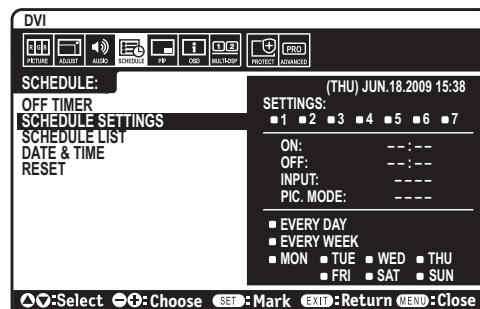 DVI
RGB
PICTURE ADJUST AUDIO SCHEDULE PIP OSD MULTI-DSP PROTECT ADVANCED
1 2
PRO
SCHEDULE:
OFF TIMER
SCHEDULE SETTINGS
SCHEDULE LIST
DATE & TIME
RESET
(THU) JUN.18.2009 15:38
SETTINGS:
1 2 3 4 5 6 7
ON: --:--
OFF: --:--
INPUT: ----
PIC. MODE: ----
EVERY DAY
EVERY WEEK
MON TUE WED THU
FRI SAT SUN
:Select :Choose SET:Mark EXIT:Return MENU:Close